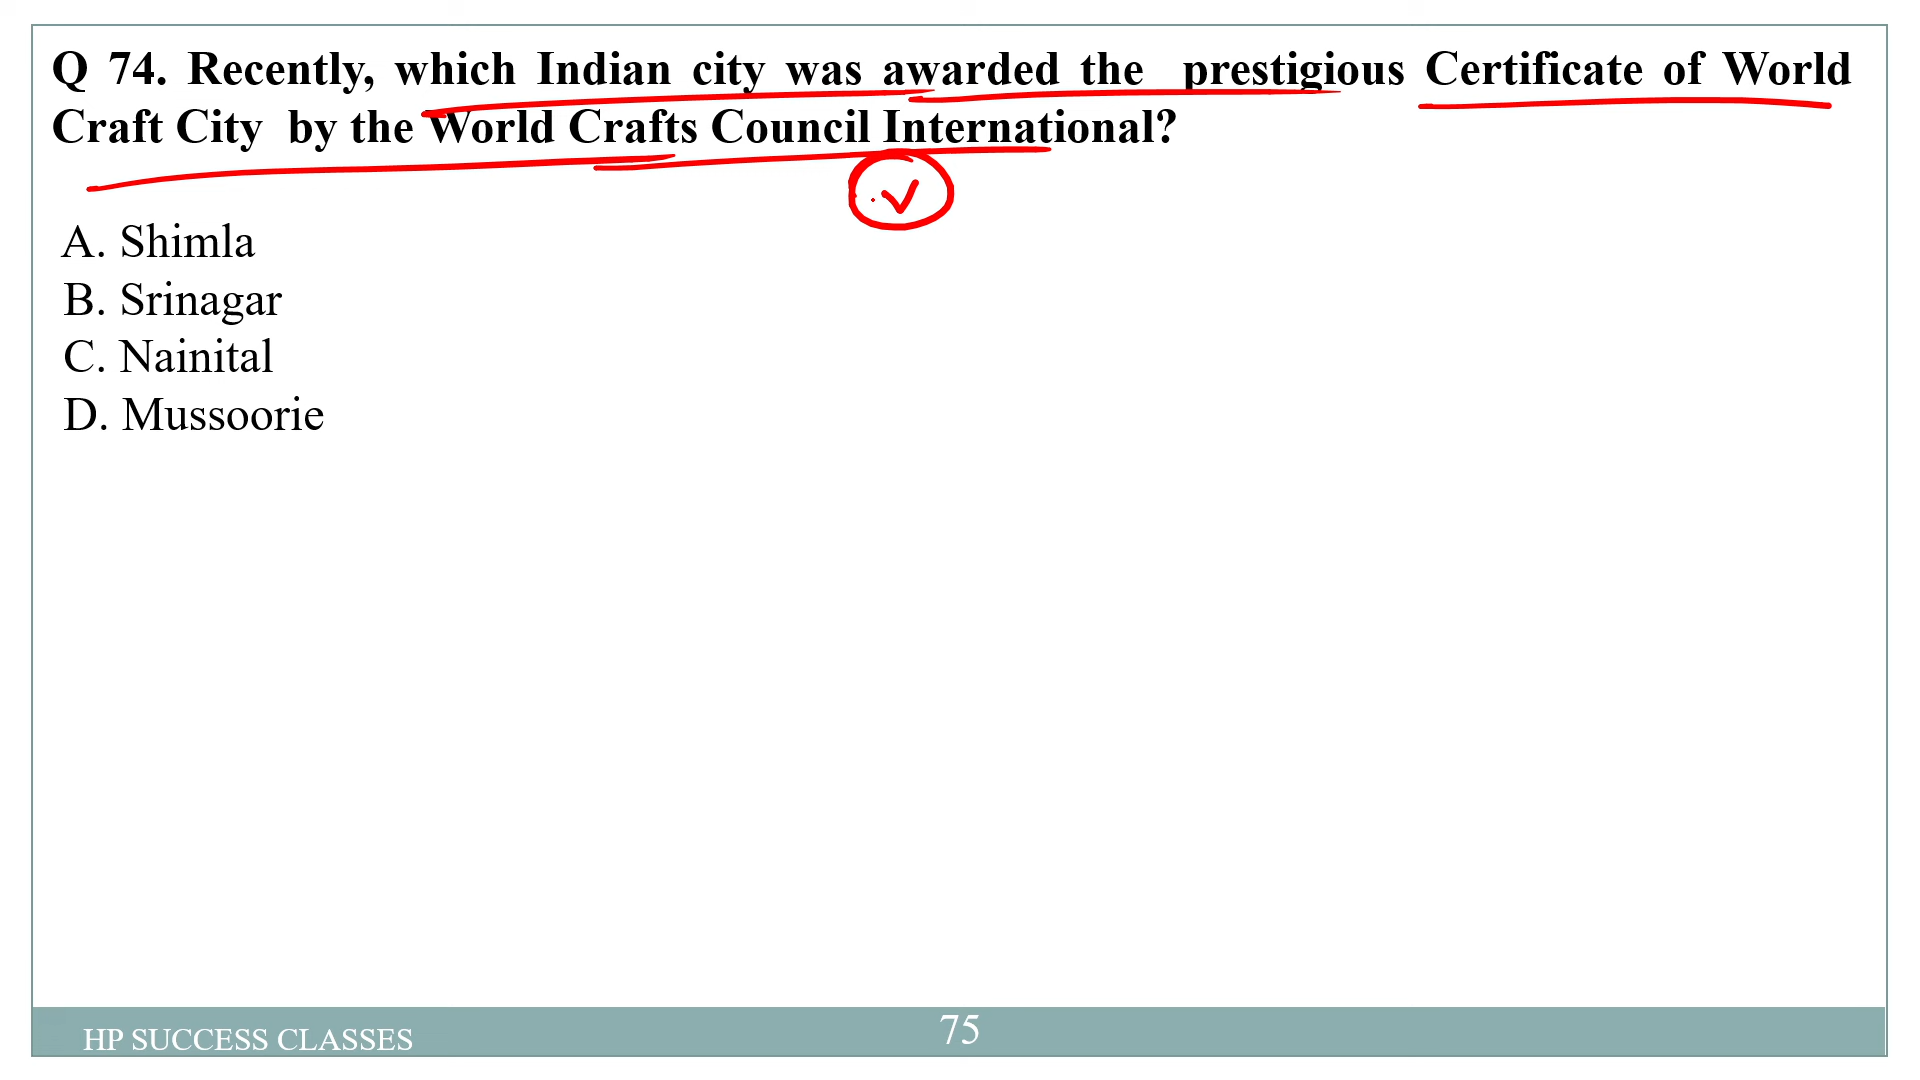 Q 74. Recently, which Indian city was awarded the prestigious Certificate of World
Craft City by the World Crafts Council International?
A. Shimla
B. Srinagar
C. Nainital
D. Mussoorie
HP SUCCESS CLASSES
75